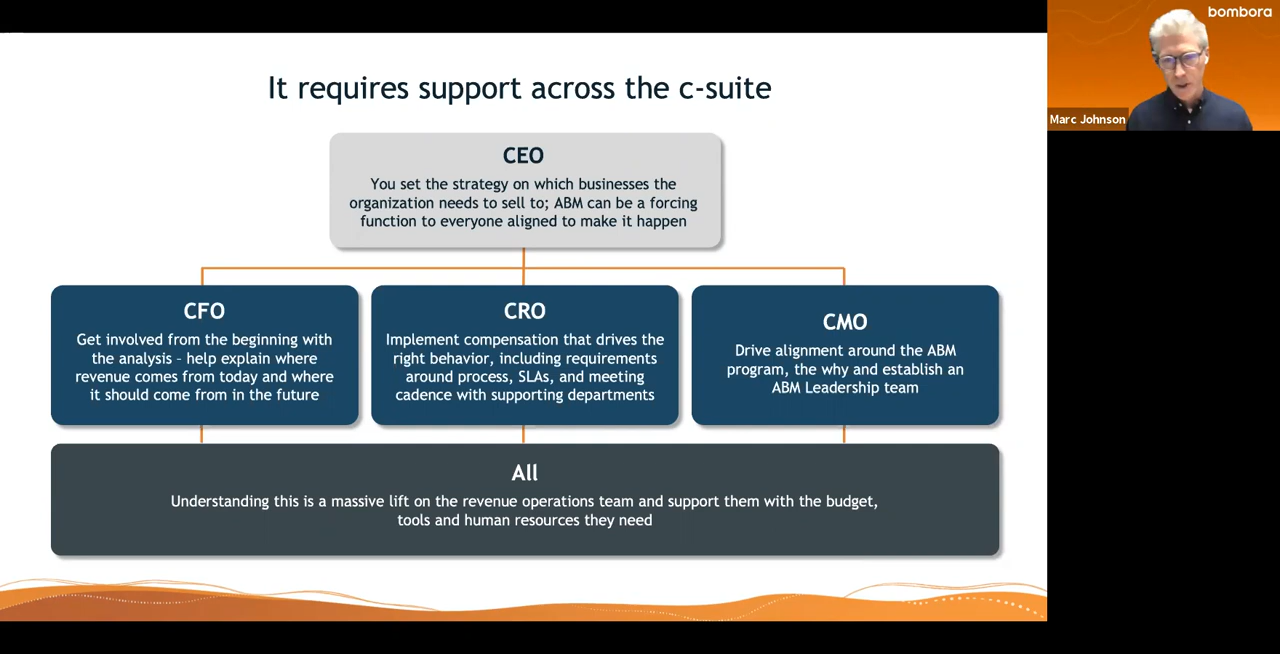 bombora
Marc Johnson
It requires support across the c-suite
CEO
You set the strategy on which businesses the
organization needs to sell to; ABM can be a forcing
function to everyone aligned to make it happen
CFO
Get involved from the beginning with
the analysis – help explain where
revenue comes from today and where
it should come from in the future
CRO
Implement compensation that drives the
right behavior, including requirements
around process, SLAs, and meeting
cadence with supporting departments
CMO
Drive alignment around the ABM
program, the why and establish an
ABM Leadership team
All
Understanding this is a massive lift on the revenue operations team and support them with the budget,
tools and human resources they need